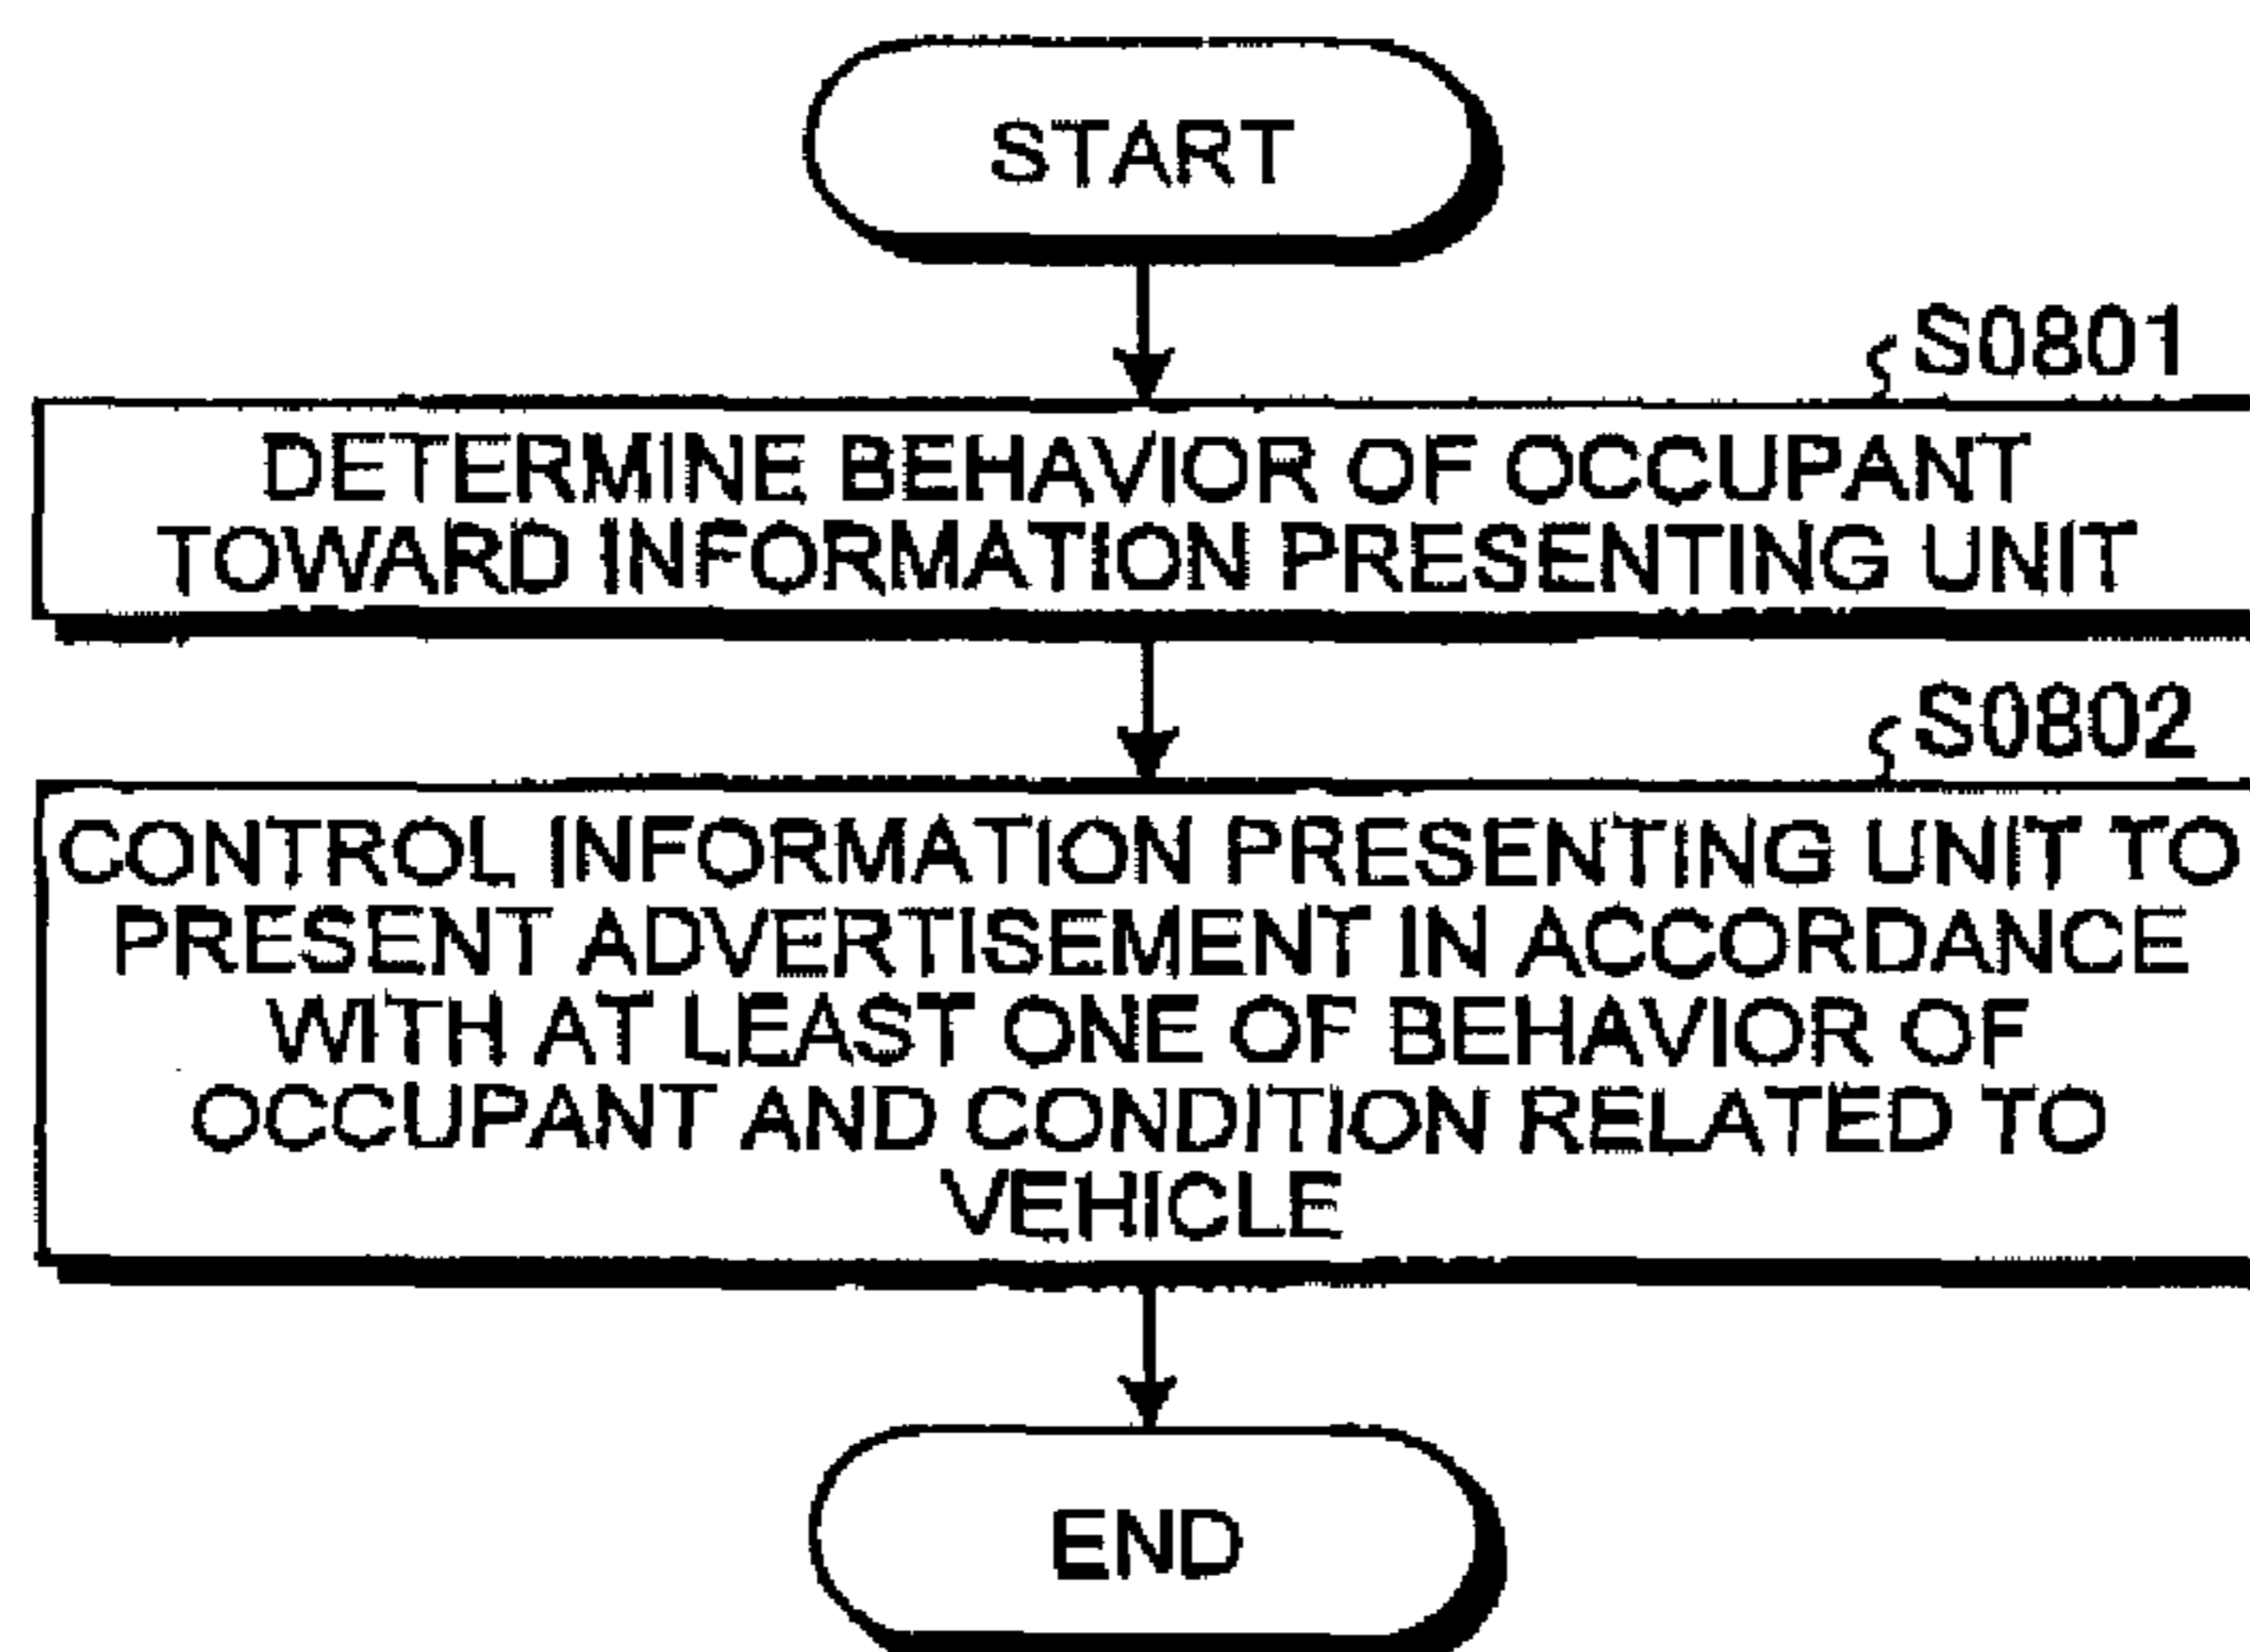 START
S0801
DETERMINE BEHAVIOR OF OCCUPANT
TOWARD INFORMATION PRESENTING UNIT
S0802
CONTROL INFORMATION PRESENTING UNIT TO
PRESENT ADVERTISEMENT IN ACCORDANCE
WITH AT LEAST ONE OF BEHAVIOR OF
OCCUPANT AND CONDITION RELATED TO
VEHICLE
END